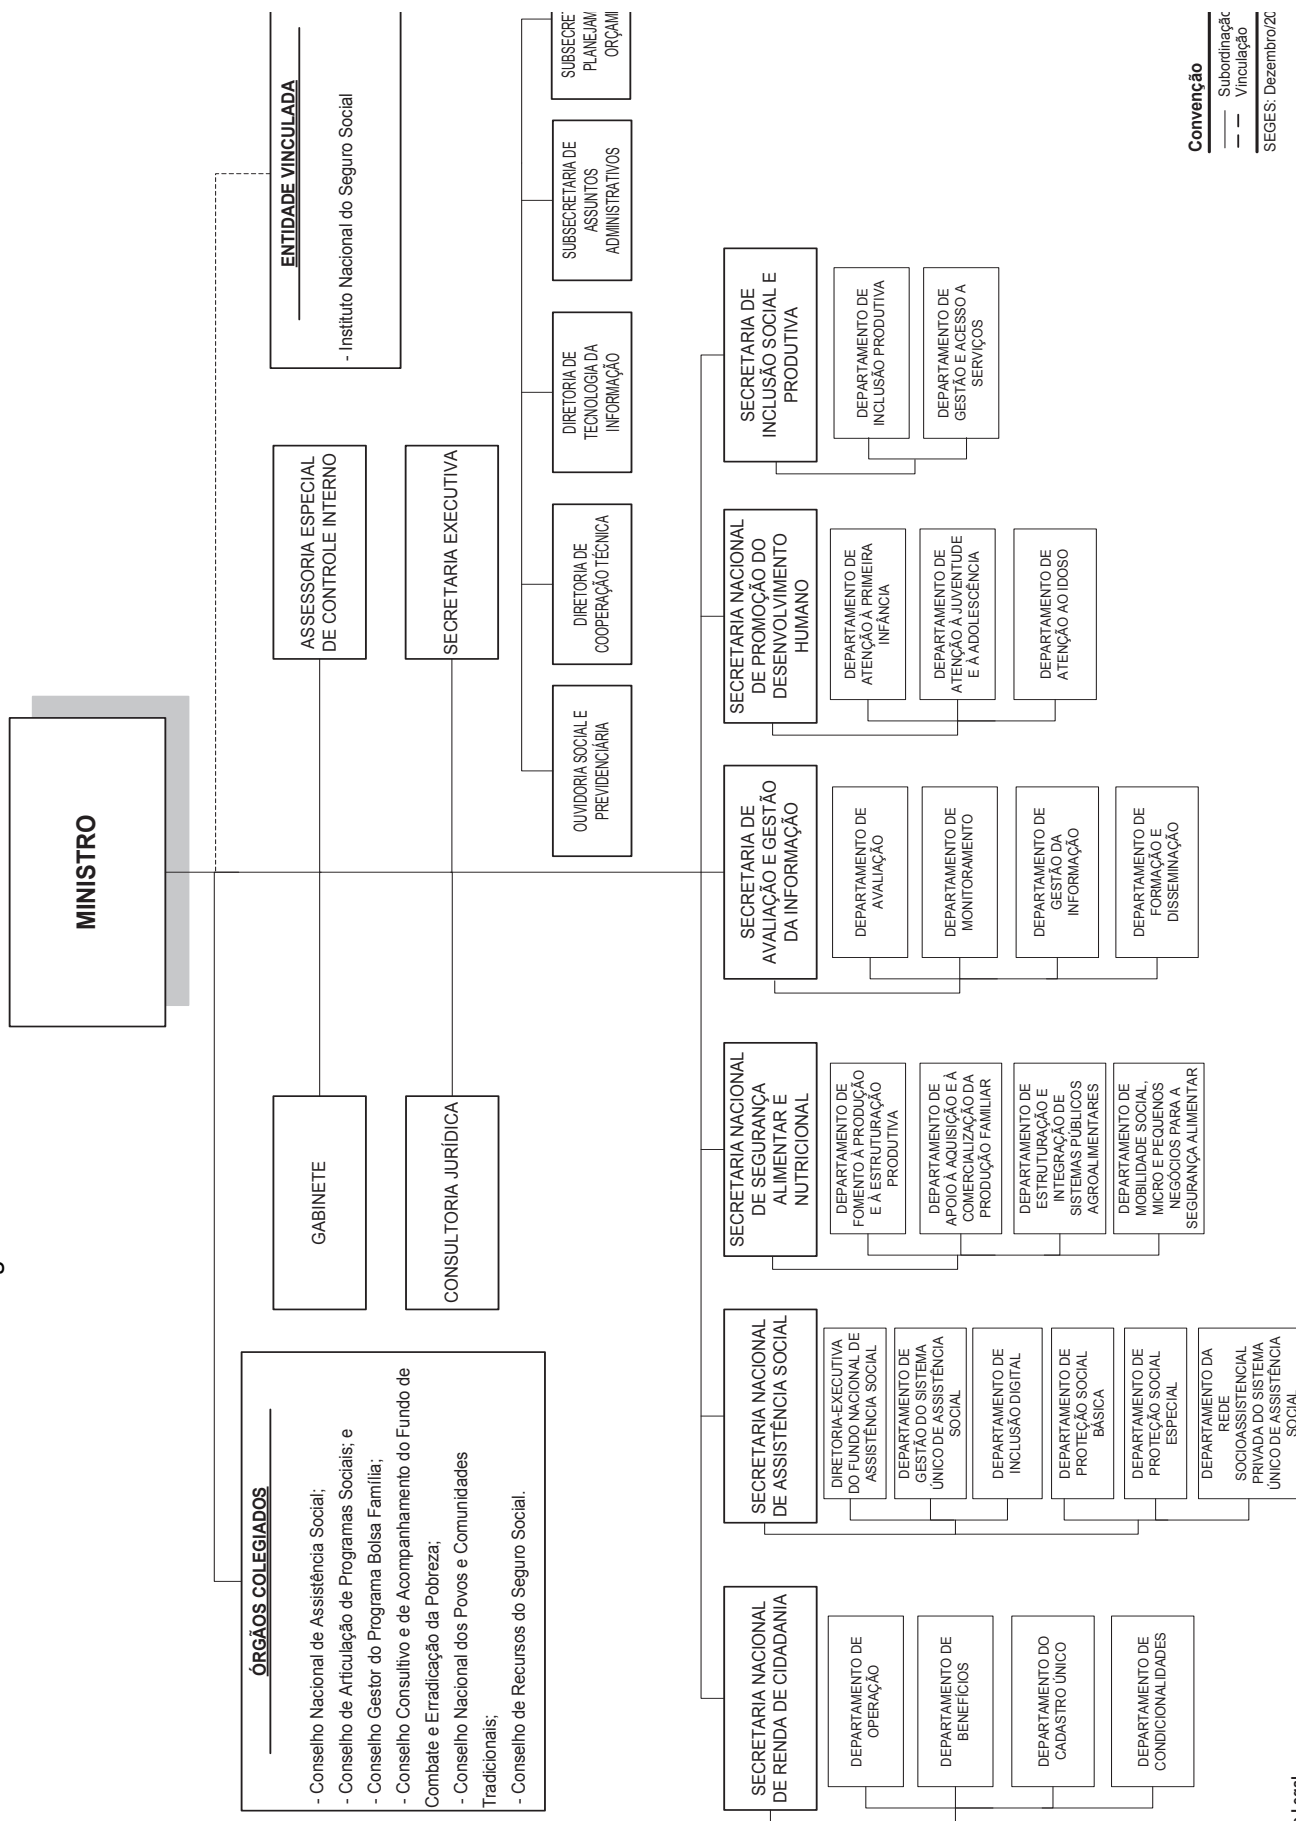 MINISTRO
ÓRGÃOS COLEGIADOS
- Conselho Nacional de Assistência Social;
- Conselho de Articulação de Programas Sociais; e
- Conselho Gestor do Programa Bolsa Família;
- Conselho Consultivo e de Acompanhamento do Fundo de
Combate e Erradicação da Pobreza;
- Conselho Nacional dos Povos e Comunidades
Tradicionais;
- Conselho de Recursos do Seguro Social.
GABINETE
CONSULTORIA JURÍDICA
ASSESSORIA ESPECIAL
DE CONTROLE INTERNO
SECRETARIA EXECUTIVA
ENTIDADE VINCULADA
- Instituto Nacional do Seguro Social
OUVIDORIA SOCIAL E
PREVIDENCIÁRIA
DIRETORIA DE
COOPERAÇÃO TÉCNICA
DIRETORIA DE
TECNOLOGIA DA
INFORMAÇÃO
SUBSECRETARIA DE
ASSUNTOS
ADMINISTRATIVOS
SUBSECRE
PLANEJAM
ORÇAM
SECRETARIA NACIONAL
DE RENDA DE CIDADANIA
DEPARTAMENTO DE
OPERAÇÃO
DEPARTAMENTO DE
BENEFÍCIOS
DEPARTAMENTO DO
CADASTRO ÚNICO
DEPARTAMENTO DE
CONDICIONALIDADES
SECRETARIA NACIONAL
DE ASSISTÊNCIA SOCIAL
DIRETORIA-EXECUTIVA
DO FUNDO NACIONAL DE
ASSISTÊNCIA SOCIAL
DEPARTAMENTO DE
GESTÃO DO SISTEMA
ÚNICO DE ASSISTÊNCIA
SOCIAL
DEPARTAMENTO DE
INCLUSÃO DIGITAL
DEPARTAMENTO DE
PROTEÇÃO SOCIAL
BÁSICA
DEPARTAMENTO DE
PROTEÇÃO SOCIAL
ESPECIAL
DEPARTAMENTO DA
REDE
SOCIOASSISTENCIAL
PRIVADA DO SISTEMA
ÚNICO DE ASSISTÊNCIA
SOCIAL
SECRETARIA NACIONAL
DE SEGURANÇA
ALIMENTAR E
NUTRICIONAL
DEPARTAMENTO DE
FOMENTO À PRODUÇÃO
E À ESTRUTURAÇÃO
PRODUTIVA
DEPARTAMENTO DE
APOIO À AQUISIÇÃO E À
COMERCIALIZAÇÃO DA
PRODUÇÃO FAMILIAR
DEPARTAMENTO DE
ESTRUTURAÇÃO E
INTEGRAÇÃO DE
SISTEMAS PÚBLICOS
AGROALIMENTARES
DEPARTAMENTO DE
MOBILIDADE SOCIAL,
MICRO E PEQUENOS
NEGÓCIOS PARA A
SEGURANÇA ALIMENTAR
SECRETARIA DE
AVALIAÇÃO E GESTÃO
DA INFORMAÇÃO
DEPARTAMENTO DE
AVALIAÇÃO
DEPARTAMENTO DE
MONITORAMENTO
DEPARTAMENTO DE
GESTÃO DA
INFORMAÇÃO
DEPARTAMENTO DE
FORMAÇÃO E
DISSEMINAÇÃO
SECRETARIA NACIONAL
DE PROMOÇÃO DO
DESENVOLVIMENTO
HUMANO
DEPARTAMENTO DE
ATENÇÃO À PRIMEIRA
INFÂNCIA
DEPARTAMENTO DE
ATENÇÃO À JUVENTUDE
E À ADOLESCÊNCIA
DEPARTAMENTO DE
ATENÇÃO AO IDOSO
SECRETARIA DE
INCLUSÃO SOCIAL E
PRODUTIVA
DEPARTAMENTO DE
INCLUSÃO PRODUTIVA
DEPARTAMENTO DE
GESTÃO E ACESSO A
SERVIÇOS
Convenção
Subordinação
Vinculação
SEGES: Dezembro/20
Legal